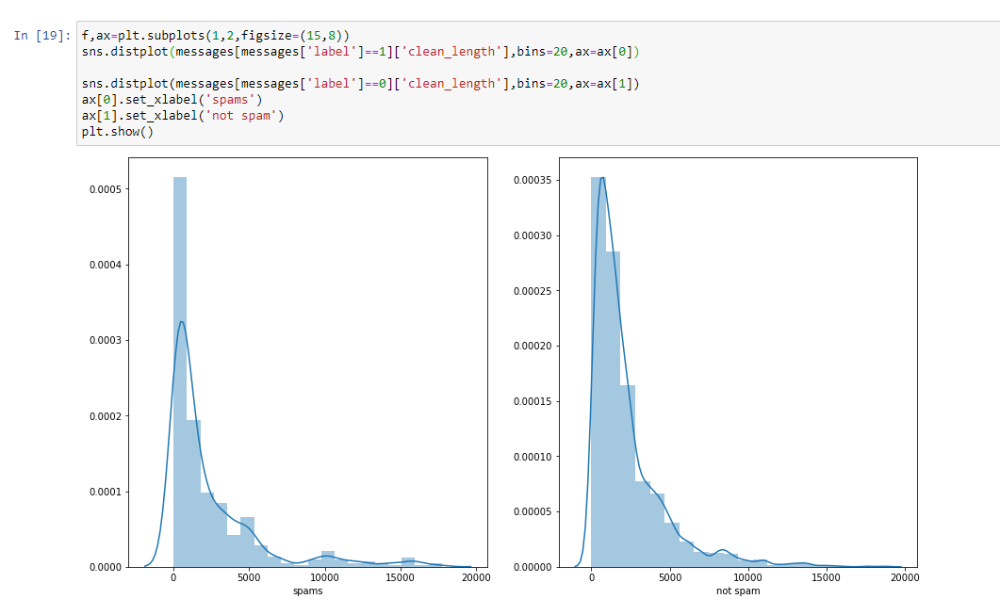 In [19]: f,ax=plt.subplots(1,2,figsize=(15,8))
sns.distplot(messages[messages['label']==1]['clean_length'],bins=20,ax=ax[0])
sns.distplot(messages[messages['label']==0]['clean_length'],bins=20,ax=ax[1])
ax[0].set_xlabel('spams')
ax[1].set_xlabel('not spam')
plt.show()
0.0005
0.0004
0.0003
0.0002
0.0001
0.0000
0 5000 10000 15000 20000
spams
0.00035
0.00030
0.00025
0.00020
0.00015
0.00010
0.00005
0.00000
0 5000 10000 15000 20000
not spam